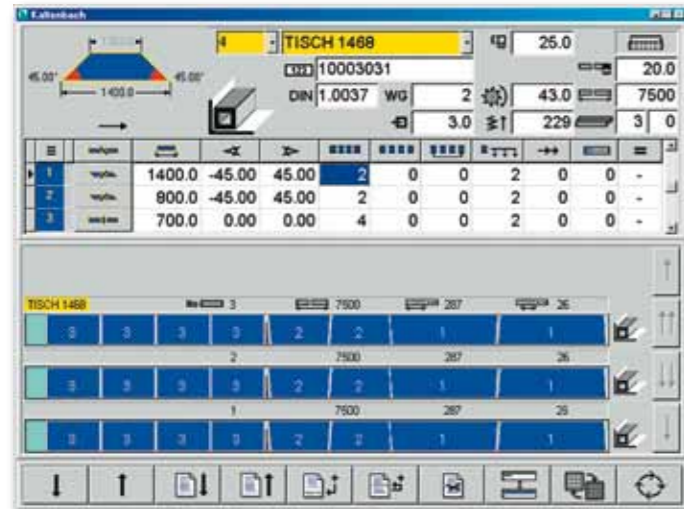 Kaltenbach
4 TISCH 1468 25.0
45.00° 45.00° 123 10003031 20.0
1400.0 DIN 1.0037 WG 2 43.0 7500
3.0 229 3 0
1 1400.0 -45.00 45.00 2 0 0 2 0 0 -
2 800.0 -45.00 45.00 2 0 0 2 0 0 -
3 700.0 0.00 0.00 4 0 0 2 0 0 -
TISCH 1468 3 7500 287 26
3 3 3 3 2 2 1 1
2 7500 287 26
3 3 3 3 2 2 1 1
1 7500 287 26
3 3 3 3 2 2 1 1